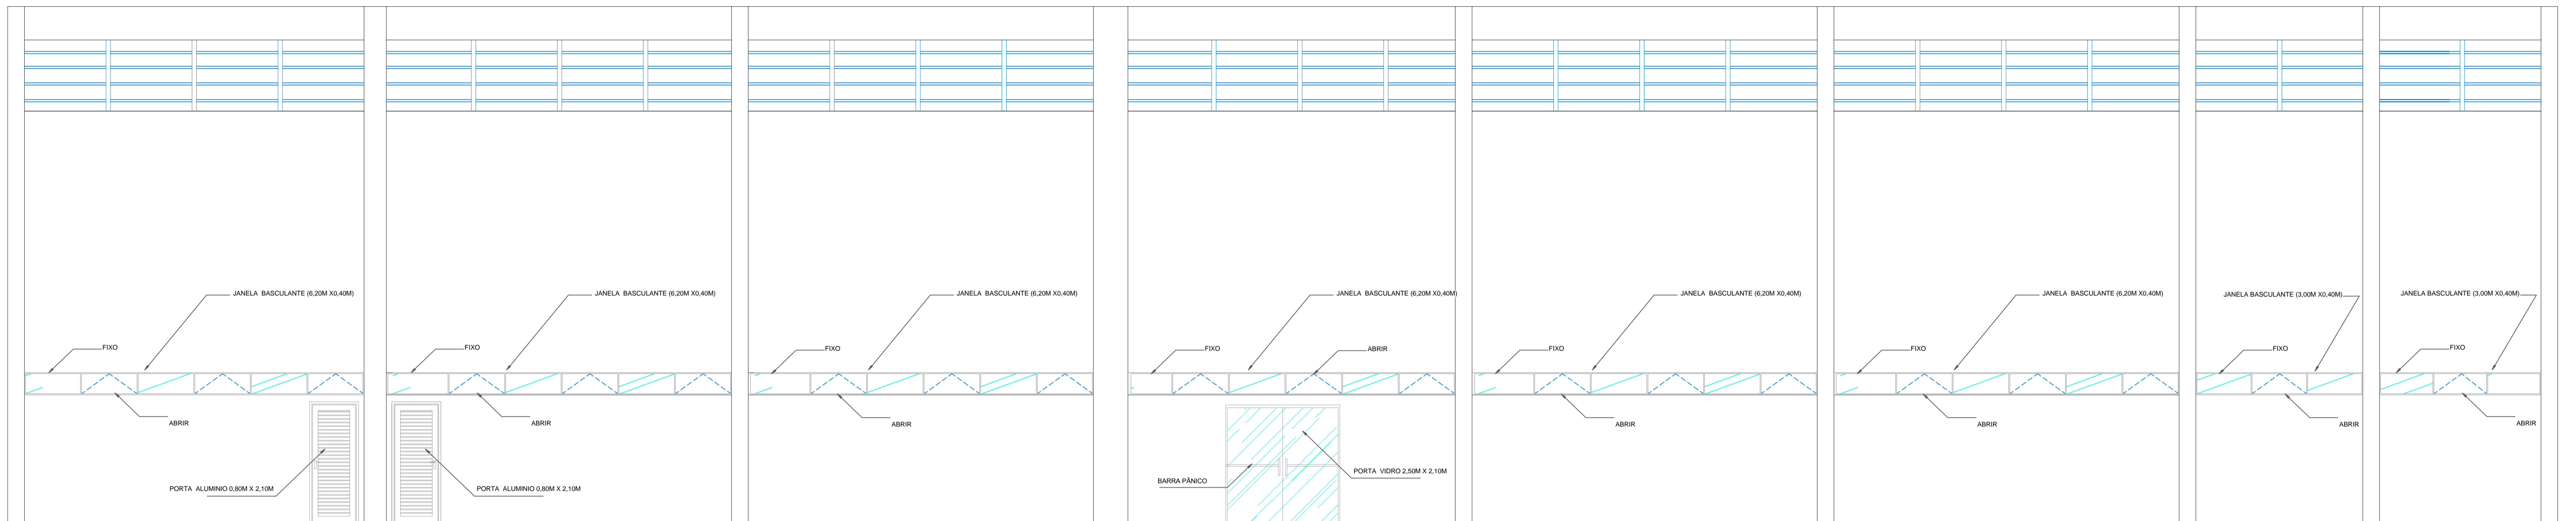 JANELA  BASCULANTE (6,20M X0,40M)
FIXO
ABRIR
PORTA  ALUMINIO 0,80M X 2,10M
JANELA  BASCULANTE (6,20M X0,40M)
FIXO
ABRIR
PORTA  ALUMINIO 0,80M X 2,10M
JANELA  BASCULANTE (6,20M X0,40M)
FIXO
ABRIR
JANELA  BASCULANTE (6,20M X0,40M)
FIXO
ABRIR
BARRA PÂNICO
PORTA  VIDRO 2,50M X 2,10M
JANELA  BASCULANTE (6,20M X0,40M)
FIXO
ABRIR
JANELA  BASCULANTE (6,20M X0,40M)
FIXO
ABRIR
JANELA BASCULANTE (3,00M X0,40M)
FIXO
ABRIR
JANELA BASCULANTE (3,00M X0,40M)
FIXO
ABRIR